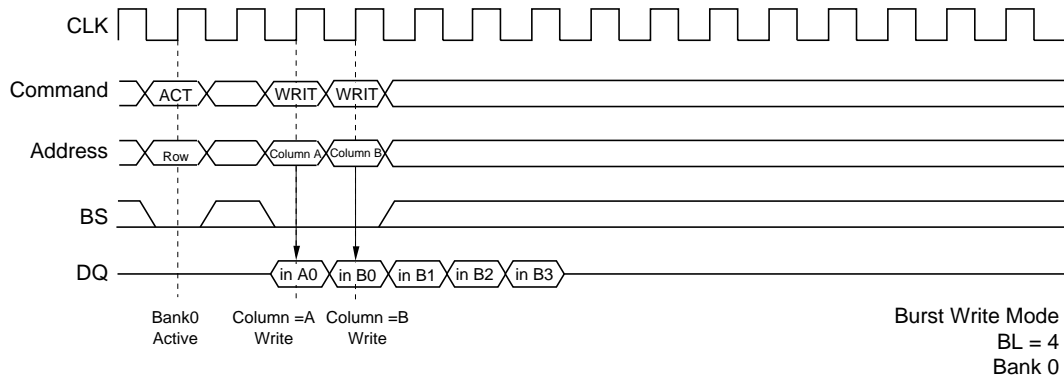 CLK
Command ACT WRIT WRIT
Address Row Column A Column B
BS
DQ in A0 in B0 in B1 in B2 in B3
Bank0 Column =A Column =B
Active Write Write
Burst Write Mode
BL = 4
Bank 0